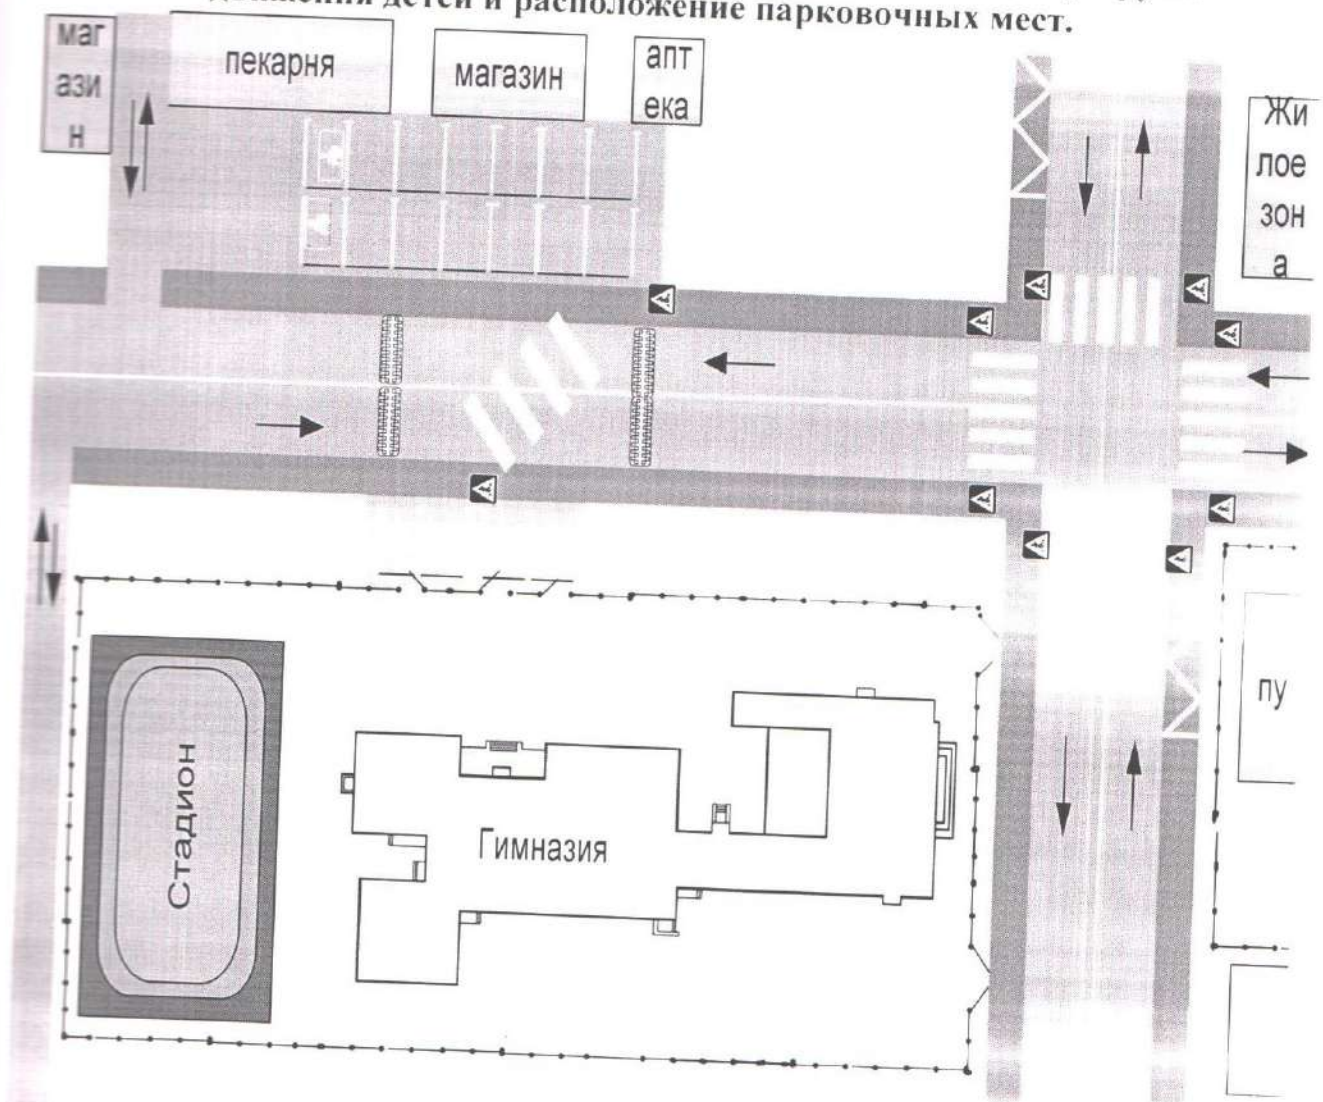 движения детей и расположение парковочных мест.
маг
ази
н
пекарня
магазин
апт
ека
Жи
лое
зон
а
пу
Стадион
Гимназия